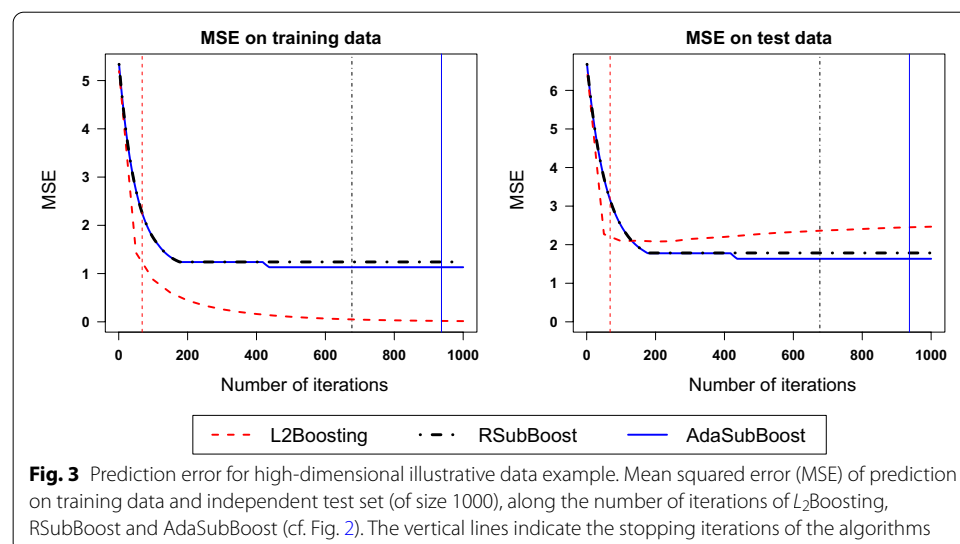 MSE on training data
MSE on test data
MSE
5
4
3
2
1
0
0 200 400 600 800 1000
Number of iterations
MSE
6
5
4
3
2
1
0
0 200 400 600 800 1000
Number of iterations
L2Boosting RSubBoost AdaSubBoost
Fig. 3 Prediction error for high-dimensional illustrative data example. Mean squared error (MSE) of prediction
on training data and independent test set (of size 1000), along the number of iterations of L2Boosting,
RSubBoost and AdaSubBoost (cf. Fig. 2). The vertical lines indicate the stopping iterations of the algorithms